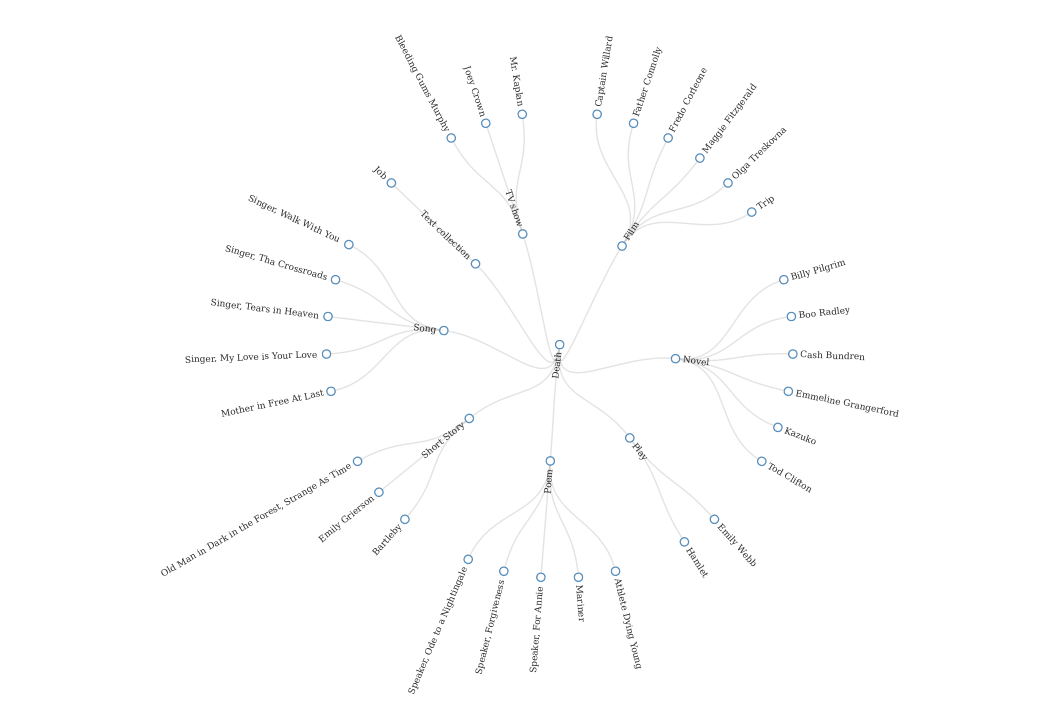 Death
Film
Captain Willard
Father Connolly
Fredo Corleone
Maggie Fitzgerald
Olga Treskovna
Trip
Novel
Billy Pilgrim
Boo Radley
Cash Bundren
Emmeline Grangerford
Kazuko
Tod Clifton
Play
Emily Webb
Hamlet
Poem
Athlete Dying Young
Mariner
Speaker, For Annie
Speaker, Forgiveness
Speaker, Ode to a Nightingale
Short Story
Bartleby
Emily Grierson
Old Man in Dark in the Forest, Strange As Time
Song
Mother in Free At Last
Singer, My Love is Your Love
Singer, Tears in Heaven
Singer, Tha Crossroads
Singer, Walk With You
Text collection
Job
TV show
Bleeding Gums Murphy
Joey Crown
Mr. Kaplan